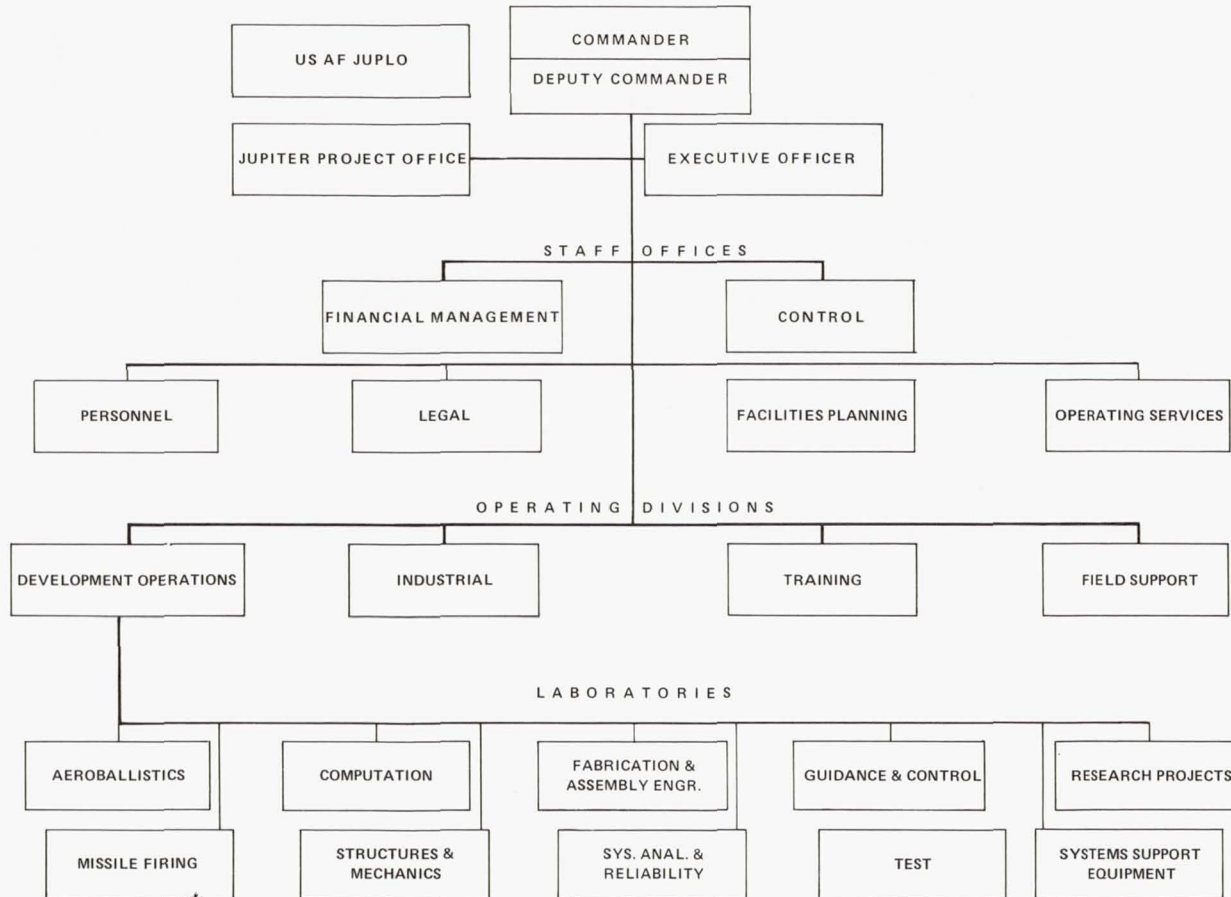 US AF JUPLO
COMMANDER
DEPUTY COMMANDER
JUPITER PROJECT OFFICE
EXECUTIVE OFFICER
STAFF OFFICES
FINANCIAL MANAGEMENT
CONTROL
PERSONNEL
LEGAL
FACILITIES PLANNING
OPERATING SERVICES
OPERATING DIVISIONS
DEVELOPMENT OPERATIONS
INDUSTRIAL
TRAINING
FIELD SUPPORT
LABORATORIES
AEROBALLISTICS
COMPUTATION
FABRICATION &
ASSEMBLY ENGR.
GUIDANCE & CONTROL
RESEARCH PROJECTS
MISSILE FIRING
STRUCTURES &
MECHANICS
SYS. ANAL. &
RELIABILITY
TEST
SYSTEMS SUPPORT
EQUIPMENT